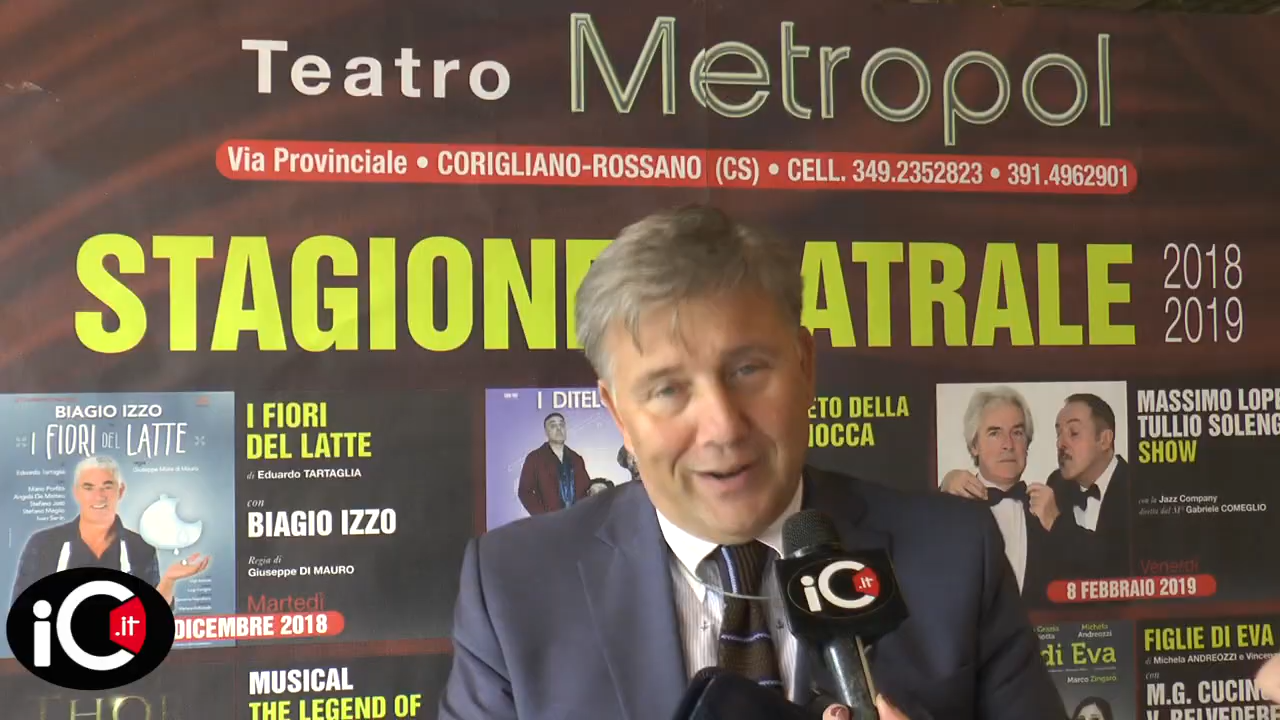 Teatro Metropol
Via Provinciale • CORIGLIANO-ROSSANO (CS) • CELL. 349.2352823 • 391.4962901
STAGIONE ATRALE 2018
2019
BIAGIO IZZO
I FIORI DEL LATTE
I FIORI
DEL LATTE
di Eduardo TARTAGLIA
con
BIAGIO IZZO
Regia di
Giuseppe DI MAURO
Martedì
DICEMBRE 2018
MUSICAL
THE LEGEND OF
THOR
I DITEL
ETO DELLA
OCCA
MASSIMO LOPE
TULLIO SOLENG
SHOW
con la Jazz Company
diretta dal M° Gabriele COMEGLIO
Venerdì
8 FEBBRAIO 2019
Michela
Andreozzi
di Eva
Marco Zingaro
FIGLIE DI EVA
di Michela ANDREOZZI e Vincen
con
M.G. CUCINO
iC.it
iC.it